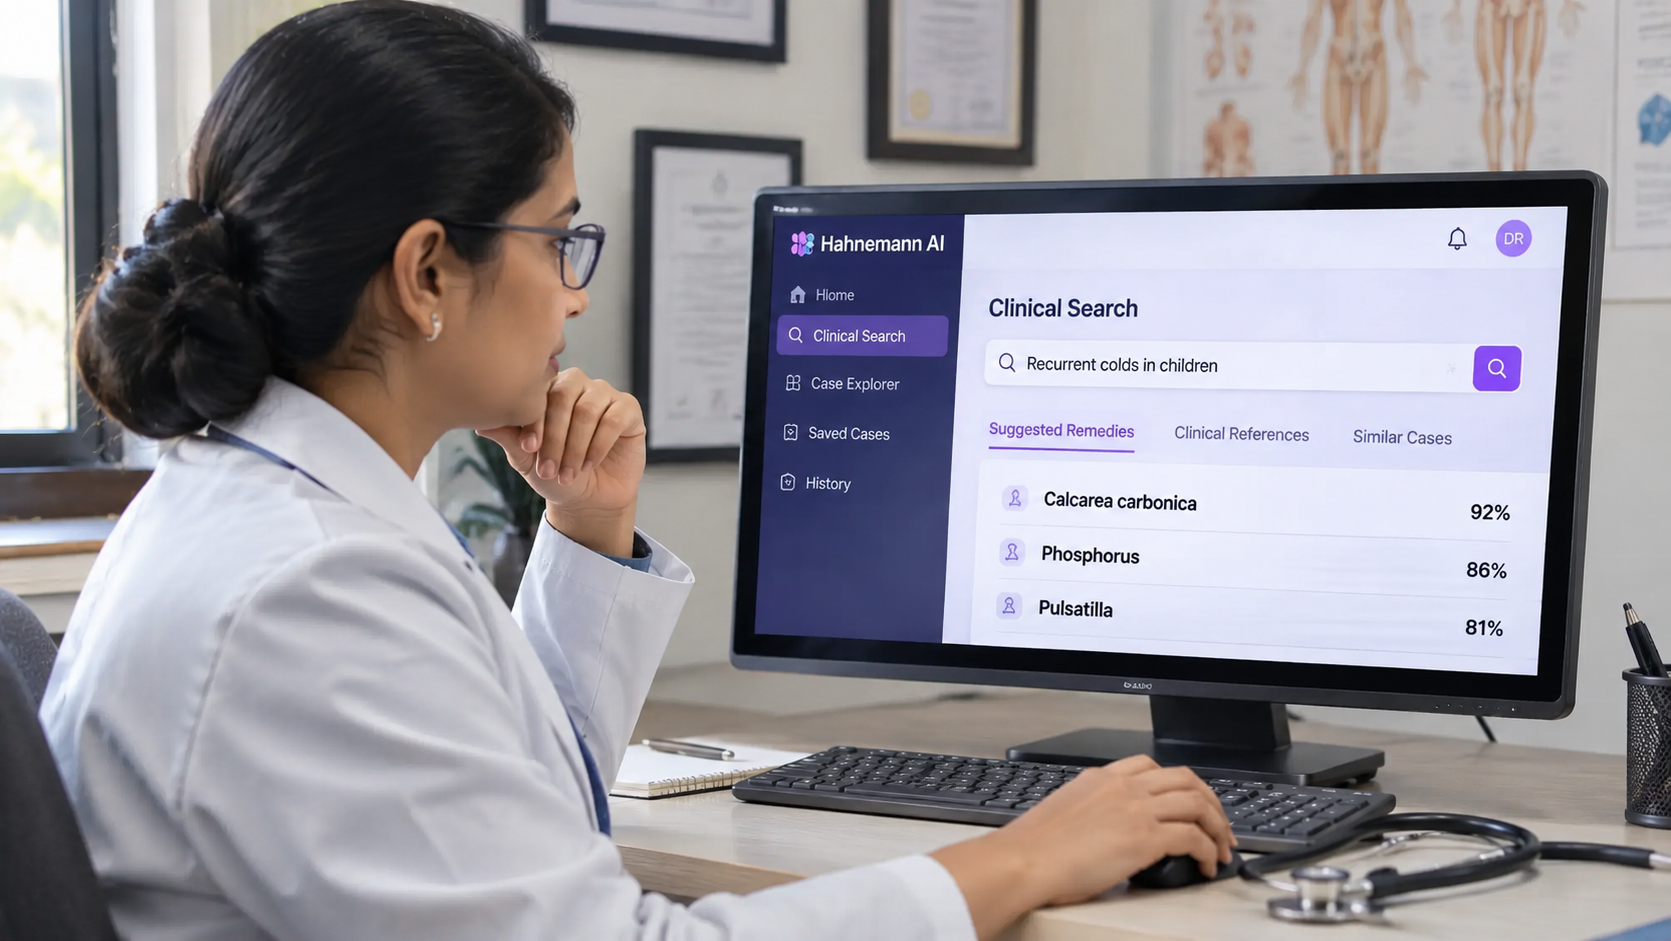 Hahnemann AI
DR
Home
Clinical Search
Case Explorer
Saved Cases
History
Clinical Search
Recurrent colds in children
Suggested Remedies
Clinical References
Similar Cases
Calcarea carbonica
92%
Phosphorus
86%
Pulsatilla
81%